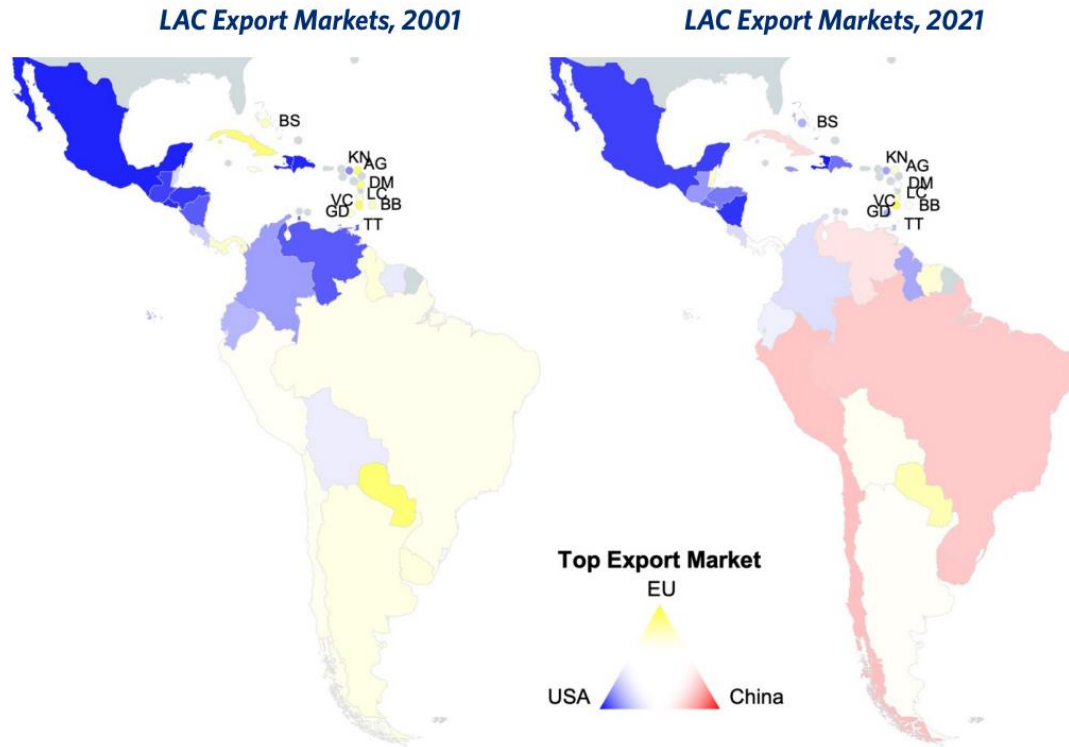 LAC Export Markets, 2001
LAC Export Markets, 2021
BS
KN
AG
DM
LC
VC
BB
GD
TT
BS
KN
AG
DM
LC
VC
BB
GD
TT
Top Export Market
EU
USA
China